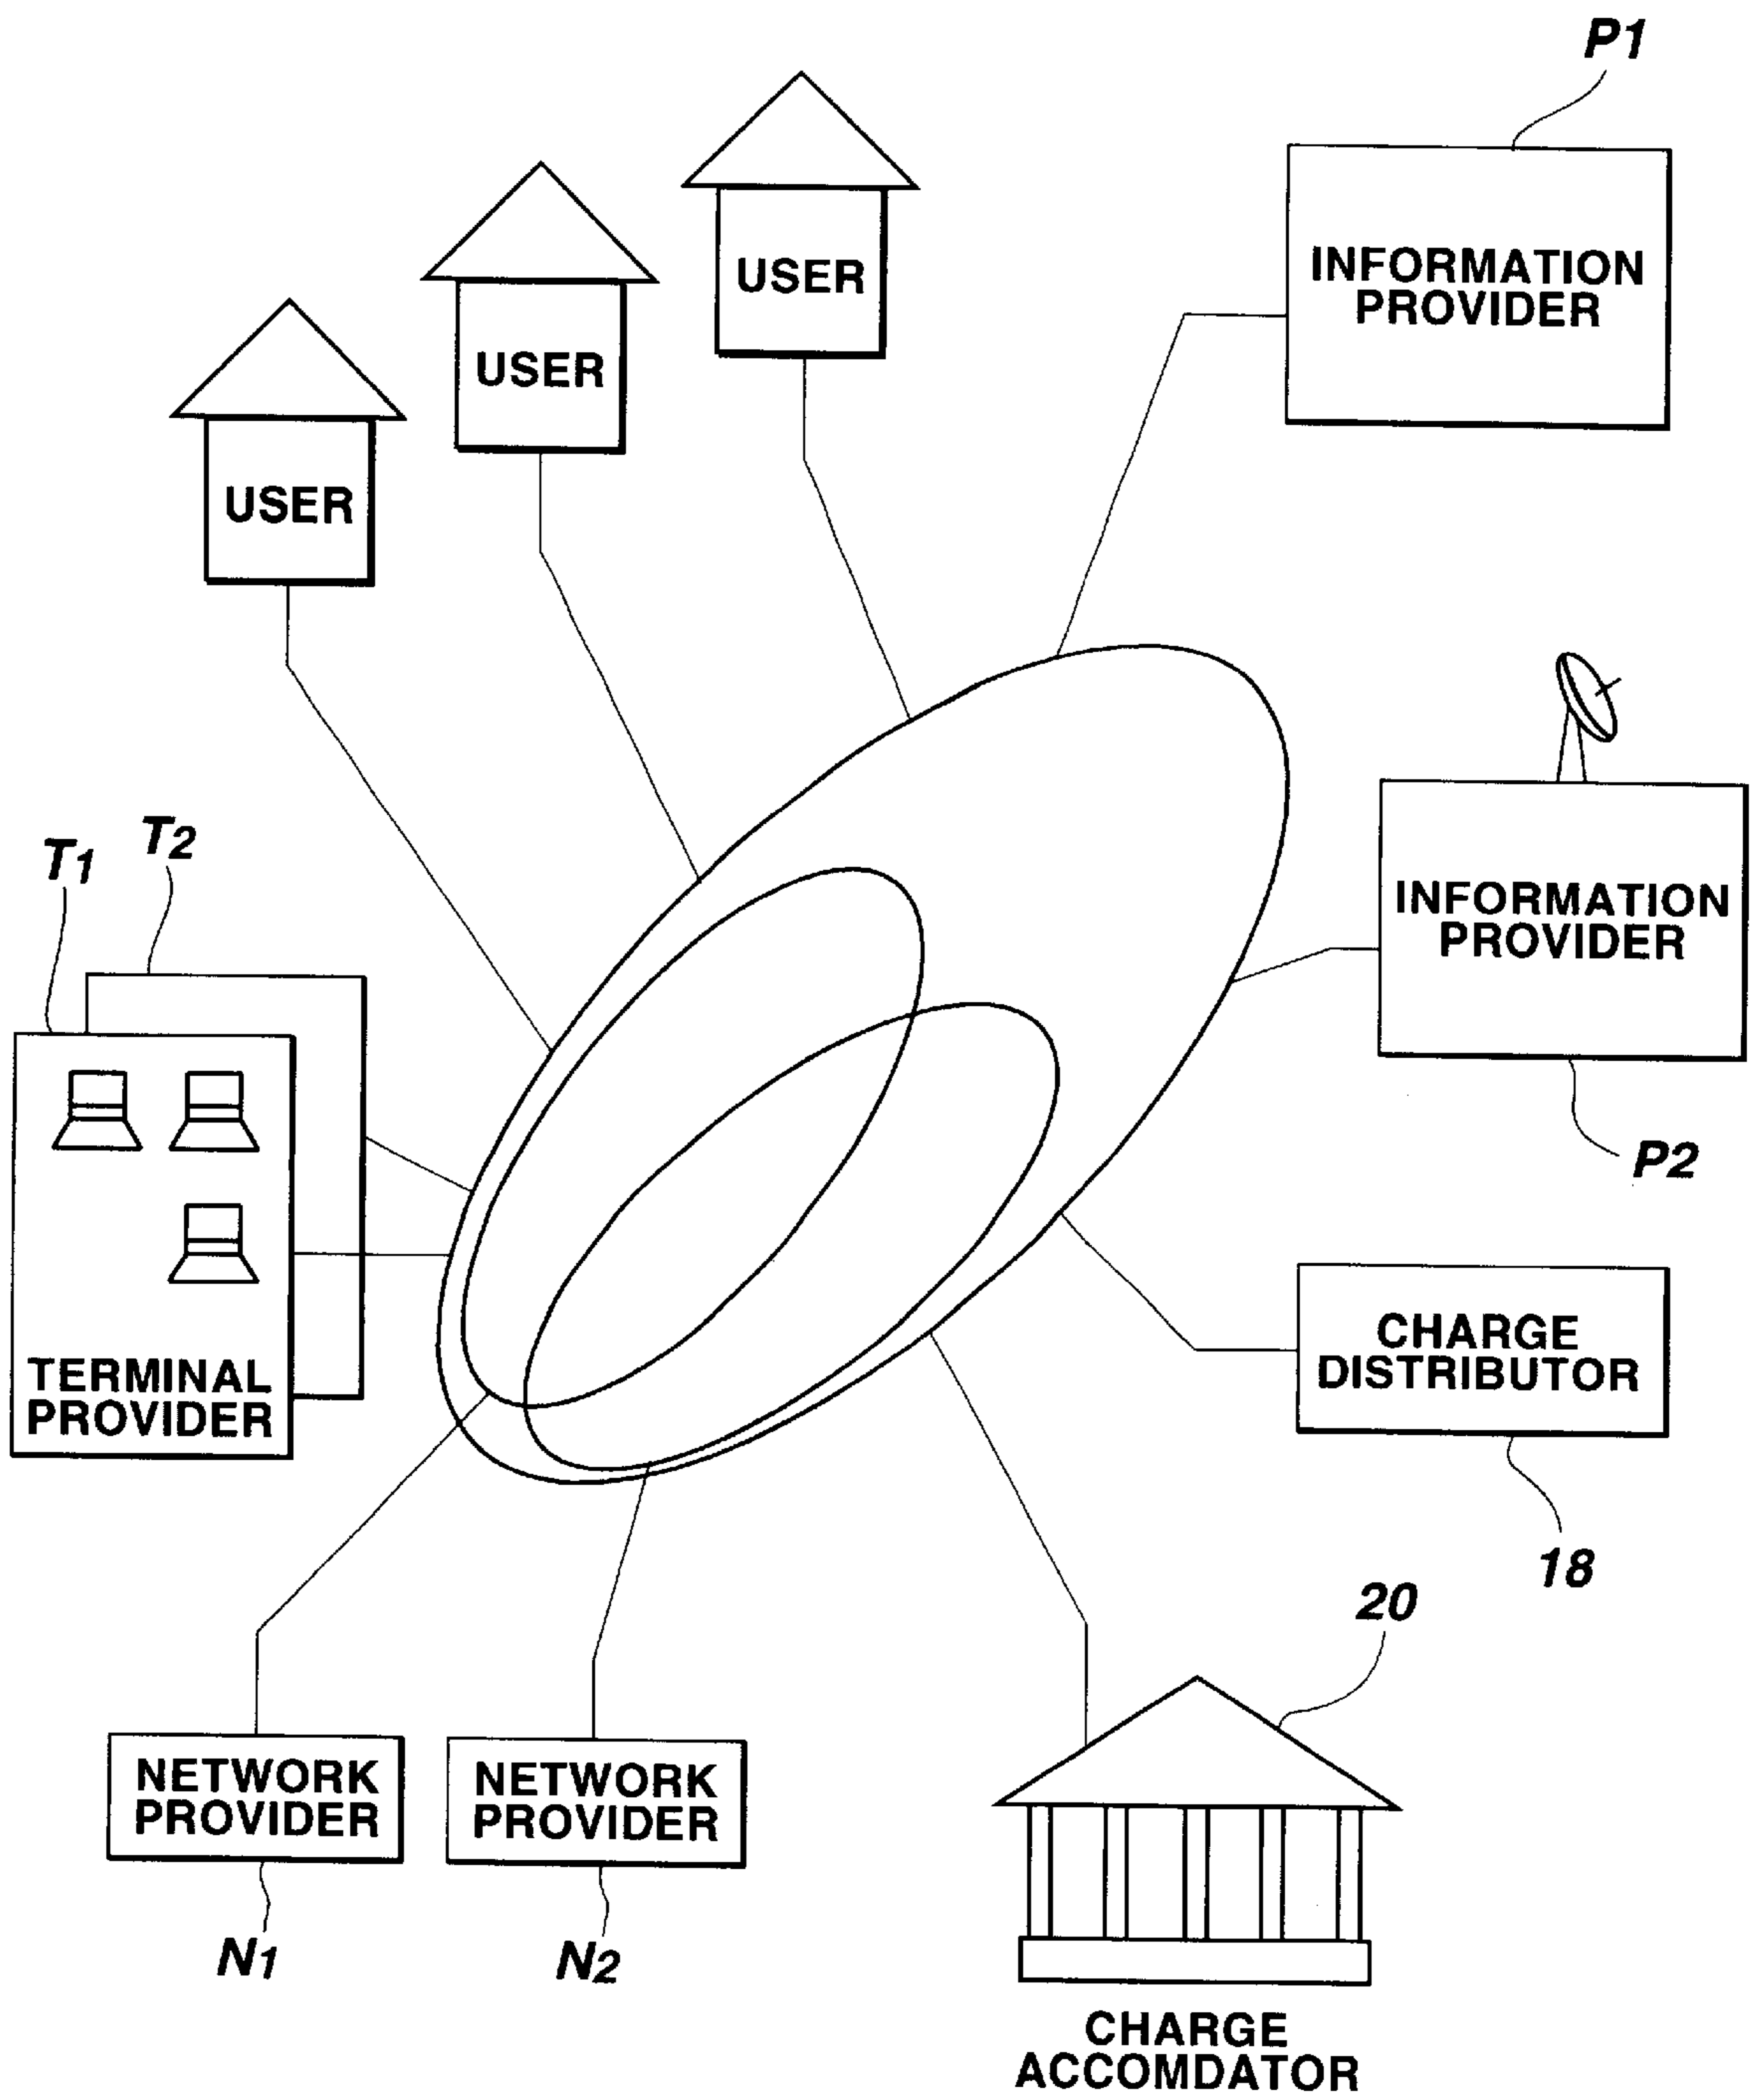 P1
USER
USER
USER
INFORMATION
PROVIDER
T1
T2
INFORMATION
PROVIDER
P2
TERMINAL
PROVIDER
CHARGE
DISTRIBUTOR
18
20
NETWORK
PROVIDER
NETWORK
PROVIDER
N1
N2
CHARGE
ACCOMDATOR